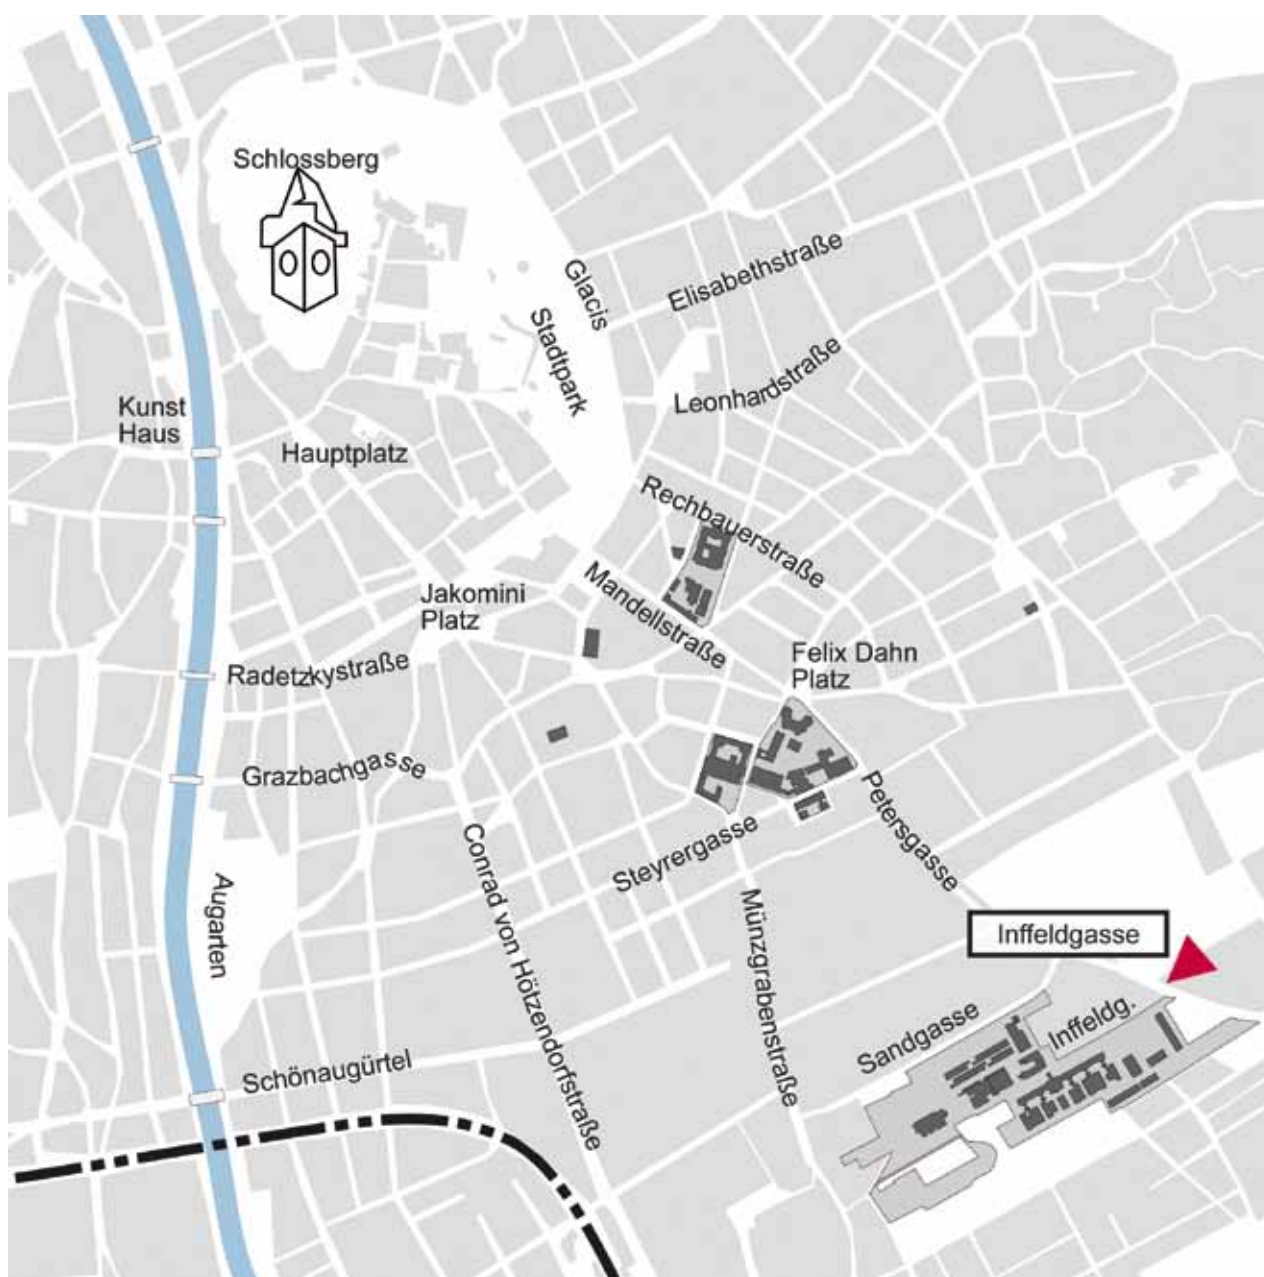 Schlossberg
Elisabethstraße
Glacis
Stadtpark
Leonhardstraße
Kunst
Haus
Hauptplatz
Rechbauerstraße
Mandellstraße
Jakomini
Platz
Felix Dahn
Platz
Radetzkystraße
Grazbachgasse
Petersgasse
Steyrergasse
Conrad von Hötzendorfstraße
Augarten
Münzgrabenstraße
Inffeldgasse
Sandgasse
Inffeldg.
Schönaugürtel